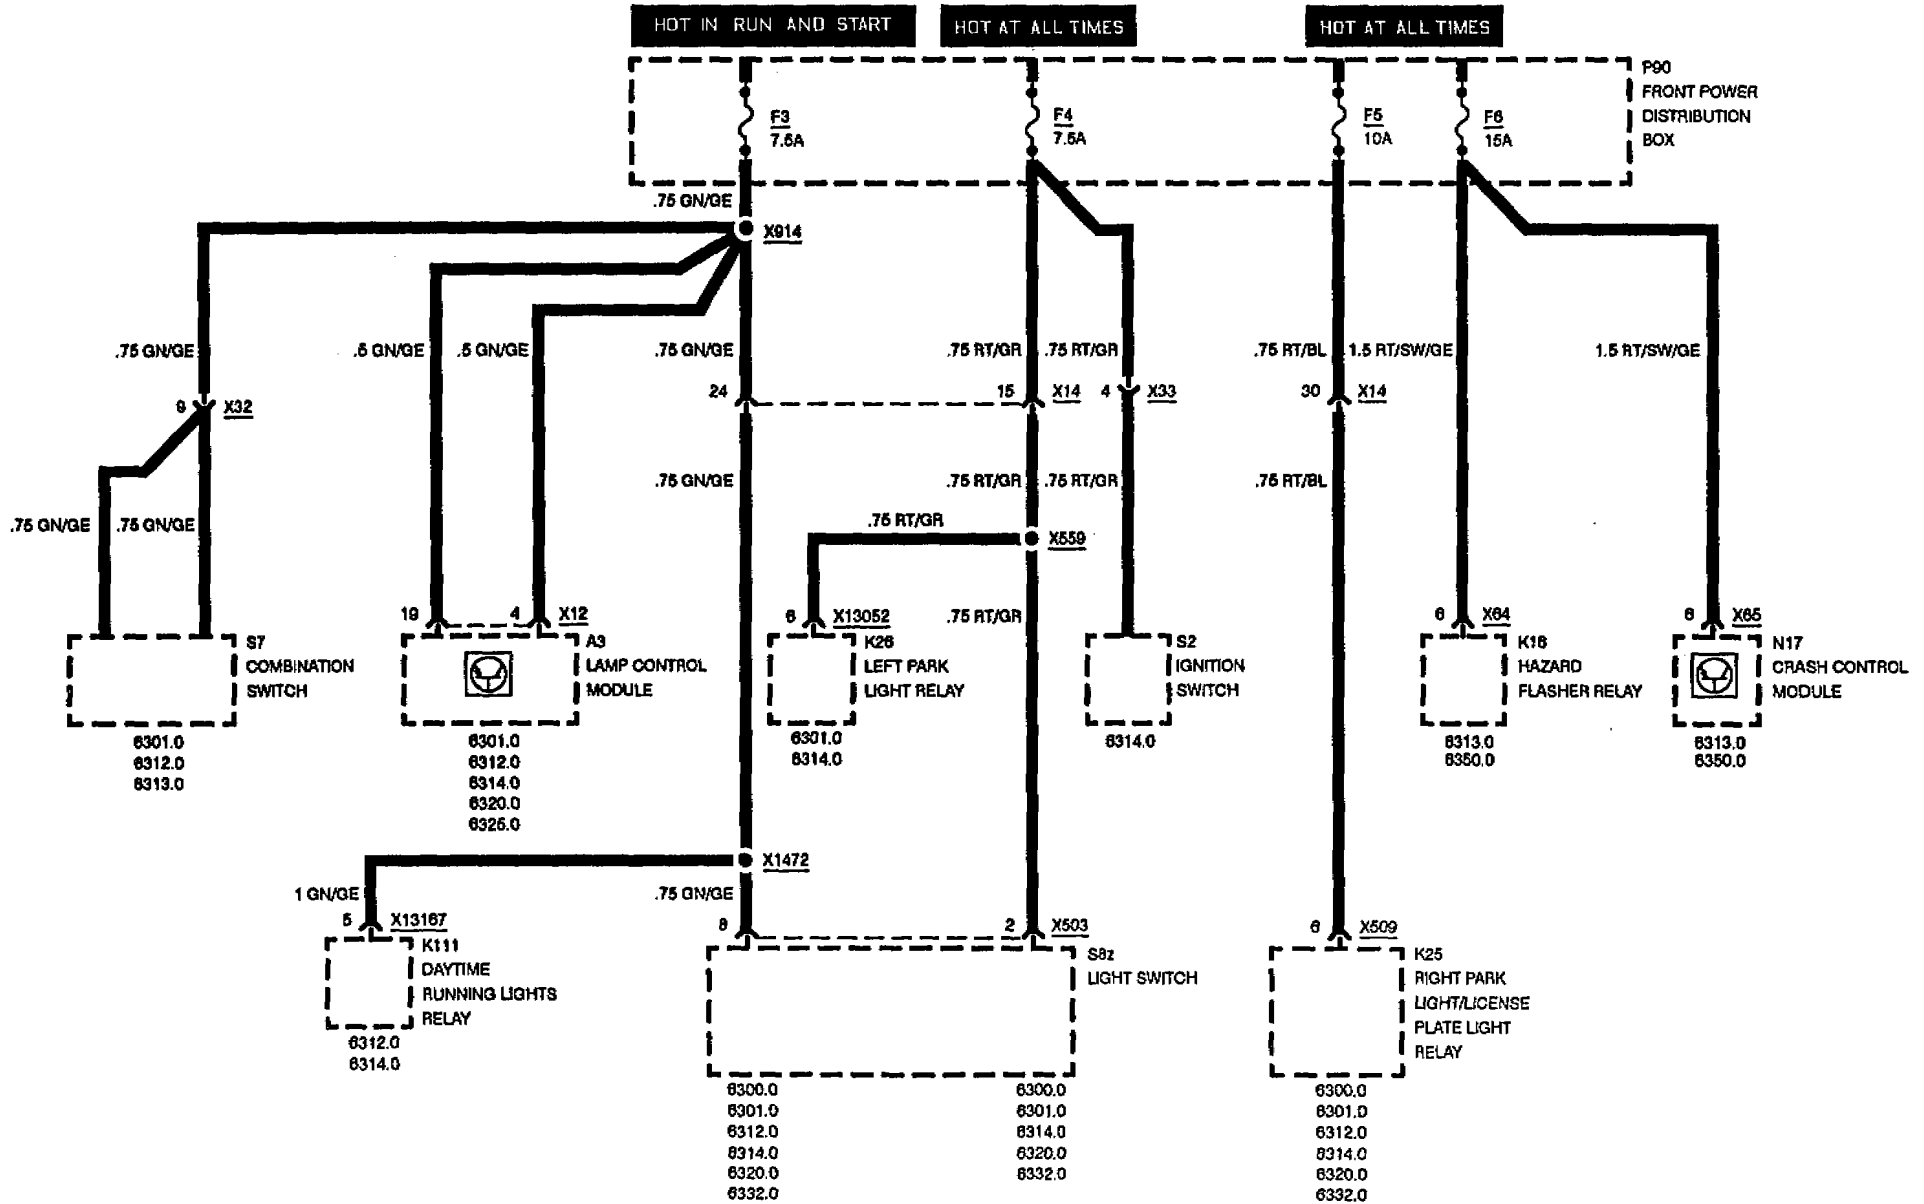 HOT IN RUN AND START
HOT AT ALL TIMES
HOT AT ALL TIMES
P90
FRONT POWER
DISTRIBUTION
BOX
F3
7.5A
F4
7.5A
F5
10A
F6
15A
.75 GN/GE
X914
.75 GN/GE
.5 GN/GE
.5 GN/GE
.75 GN/GE
.75 RT/GR
.75 RT/GR
.75 RT/BL
1.5 RT/SW/GE
1.5 RT/SW/GE
24
15
X14
4
X33
30
X14
9
X32
.75 GN/GE
.75 RT/GR
.75 RT/GR
.75 RT/BL
.75 GN/GE
.75 GN/GE
.75 RT/GR
X559
19
4
X12
6
X13052
.75 RT/GR
6
X64
6
X65
S7
COMBINATION
SWITCH
A3
LAMP CONTROL
MODULE
K26
LEFT PARK
LIGHT RELAY
S2
IGNITION
SWITCH
K16
HAZARD
FLASHER RELAY
N17
CRASH CONTROL
MODULE
6301.0
6312.0
6313.0
6301.0
6312.0
6314.0
6320.0
6325.0
6301.0
6314.0
6314.0
6313.0
6350.0
6313.0
6350.0
X1472
1 GN/GE
.75 GN/GE
5
X13167
8
2
X503
6
X509
K111
DAYTIME
RUNNING LIGHTS
RELAY
6312.0
6314.0
S8z
LIGHT SWITCH
K25
RIGHT PARK
LIGHT/LICENSE
PLATE LIGHT
RELAY
6300.0
6301.0
6312.0
6314.0
6320.0
6332.0
6300.0
6301.0
6314.0
6320.0
6332.0
6300.0
6301.0
6312.0
6314.0
6320.0
6332.0